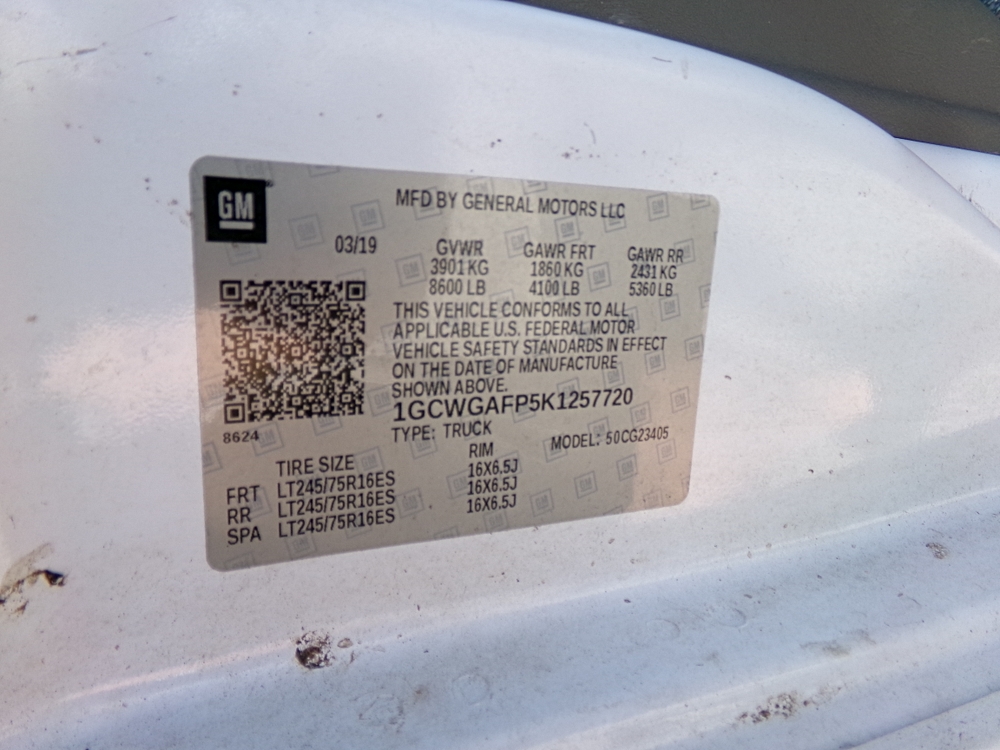 GM
MFD BY GENERAL MOTORS LLC
03/19 GVWR GAWR FRT GAWR RR
3901 KG 1860 KG 2431 KG
8600 LB 4100 LB 5360 LB
THIS VEHICLE CONFORMS TO ALL
APPLICABLE U.S. FEDERAL MOTOR
VEHICLE SAFETY STANDARDS IN EFFECT
ON THE DATE OF MANUFACTURE
SHOWN ABOVE.
1GCWGAFP5K1257720
8624
TYPE: TRUCK MODEL: 50CG23405
TIRE SIZE RIM
FRT LT245/75R16ES 16X6.5J
RR LT245/75R16ES 16X6.5J
SPA LT245/75R16ES 16X6.5J